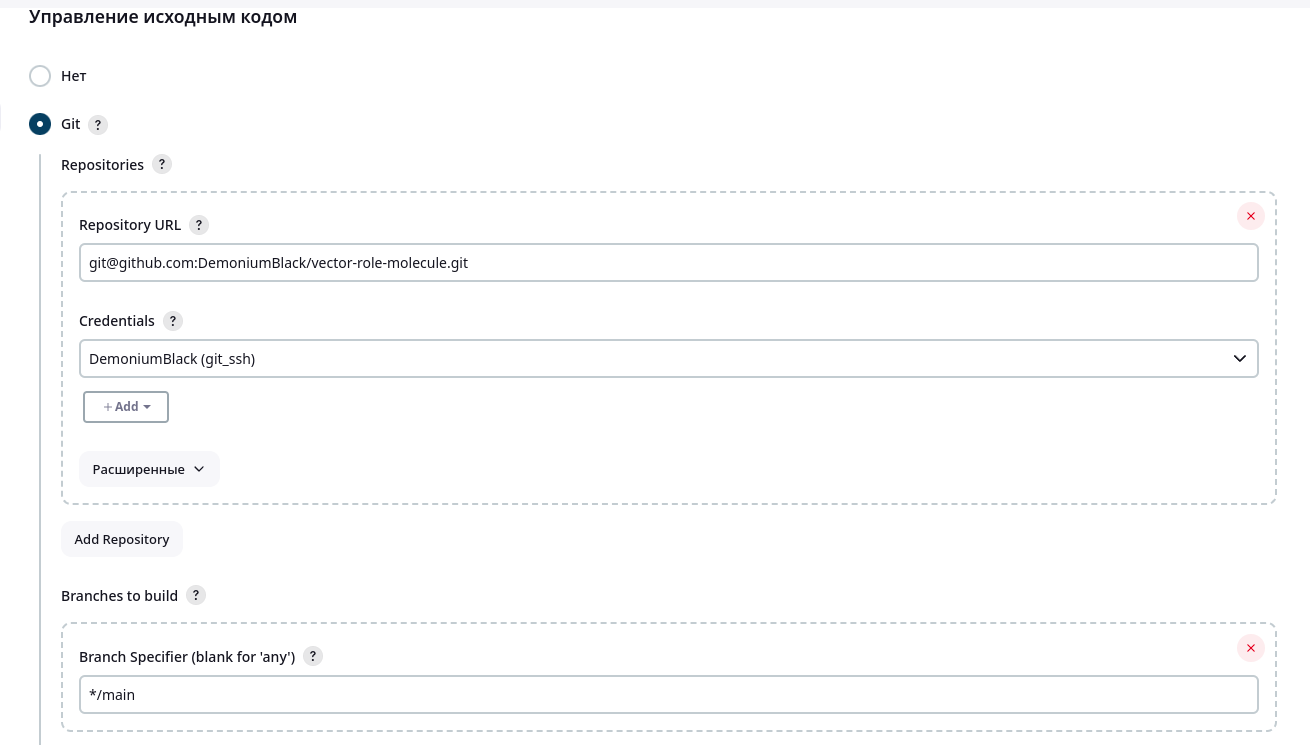 Управление исходным кодом
Нет
Git ?
Repositories ?
Repository URL ?
git@github.com:DemoniumBlack/vector-role-molecule.git
Credentials ?
DemoniumBlack (git_ssh)
+ Add
Расширенные
Add Repository
Branches to build ?
Branch Specifier (blank for 'any') ?
*/main